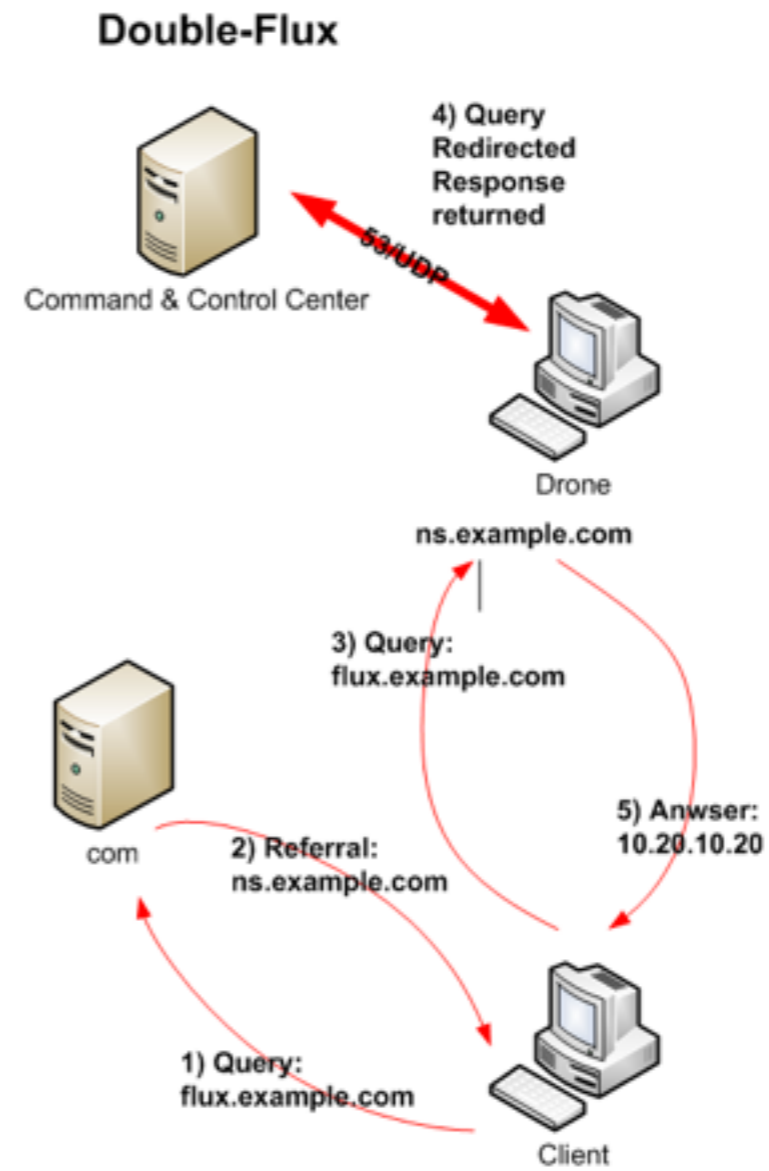 Double-Flux
4) Query
Redirected
Response
returned
53/UDP
Command & Control Center
Drone
ns.example.com
3) Query:
flux.example.com
5) Anwser:
10.20.10.20
com
2) Referral:
ns.example.com
1) Query:
flux.example.com
Client